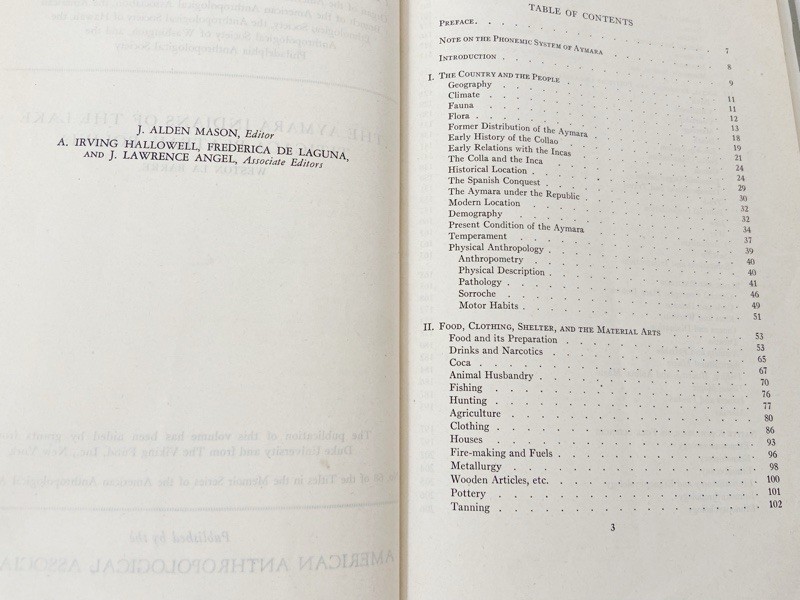 J. ALDEN MASON, Editor
A. IRVING HALLOWELL, FREDERICA DE LAGUNA,
AND J. LAWRENCE ANGEL, Associate Editors
TABLE OF CONTENTS
PREFACE . . . 7
NOTE ON THE PHONEMIC SYSTEM OF AYMARA . . . 8
INTRODUCTION . . . 9
I. THE COUNTRY AND THE PEOPLE . . . 11
Geography . . . 11
Climate . . . 12
Fauna . . . 13
Flora . . . 18
Former Distribution of the Aymara . . . 19
Early History of the Collao . . . 21
Early Relations with the Incas . . . 24
The Colla and the Inca . . . 24
Historical Location . . . 29
The Spanish Conquest . . . 30
The Aymara under the Republic . . . 32
Modern Location . . . 32
Demography . . . 34
Present Condition of the Aymara . . . 37
Temperament . . . 39
Physical Anthropology . . . 40
Anthropometry . . . 40
Physical Description . . . 41
Pathology . . . 46
Sorroche . . . 49
Motor Habits . . . 51
II. FOOD, CLOTHING, SHELTER, AND THE MATERIAL ARTS . . . 53
Food and its Preparation . . . 53
Drinks and Narcotics . . . 65
Coca . . . 67
Animal Husbandry . . . 70
Fishing . . . 76
Hunting . . . 77
Agriculture . . . 80
Clothing . . . 86
Houses . . . 93
Fire-making and Fuels . . . 96
Metallurgy . . . 98
Wooden Articles, etc. . . . 100
Pottery . . . 101
Tanning . . . 102
3